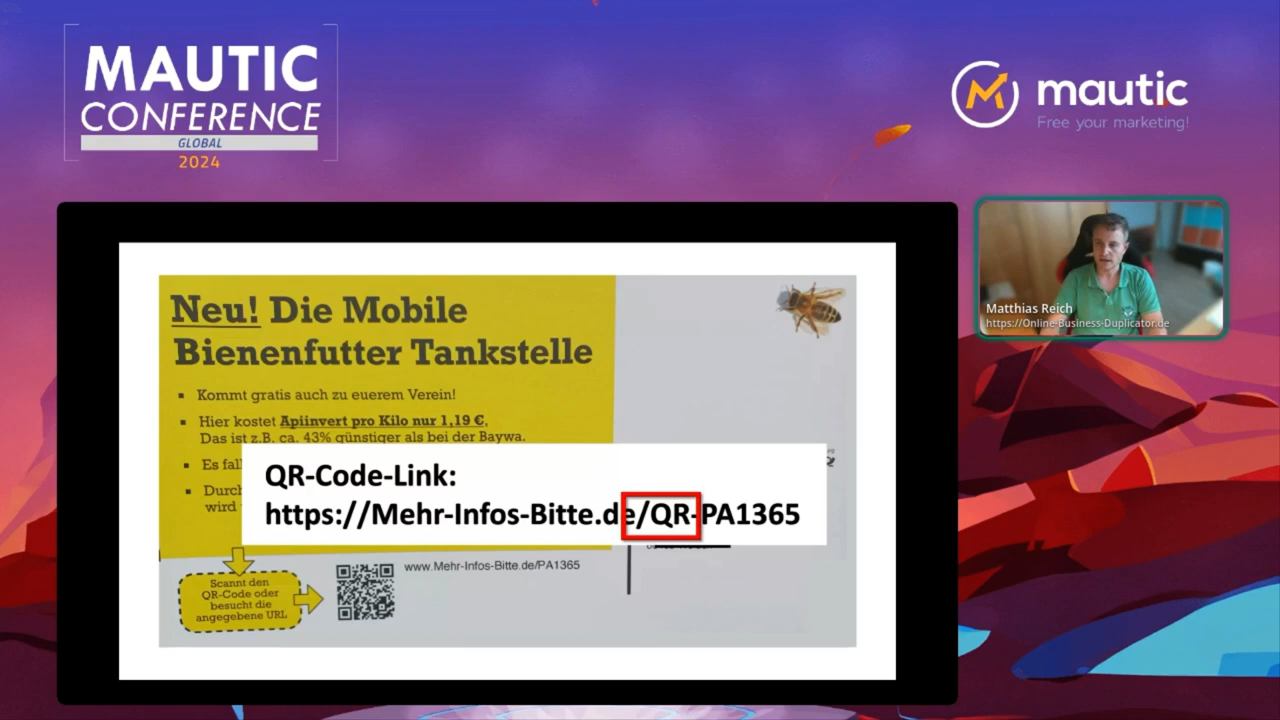 MAUTIC
CONFERENCE
GLOBAL
2024
mautic
Free your marketing!
Neu! Die Mobile
Bienenfutter Tankstelle
▪ Kommt gratis auch zu euerem Verein!
▪ Hier kostet Apiinvert pro Kilo nur 1,19 €,
Das ist z.B. ca. 43% günstiger als bei der Baywa.
▪ Es
▪
wird
QR-Code-Link:
https://Mehr-Infos-Bitte.de/QR-PA1365
Scannt den
QR-Code oder
besucht die
angegebene URL
www.Mehr-Infos-Bitte.de/PA1365
Matthias Reich
https://Online-Business-Duplicator.de